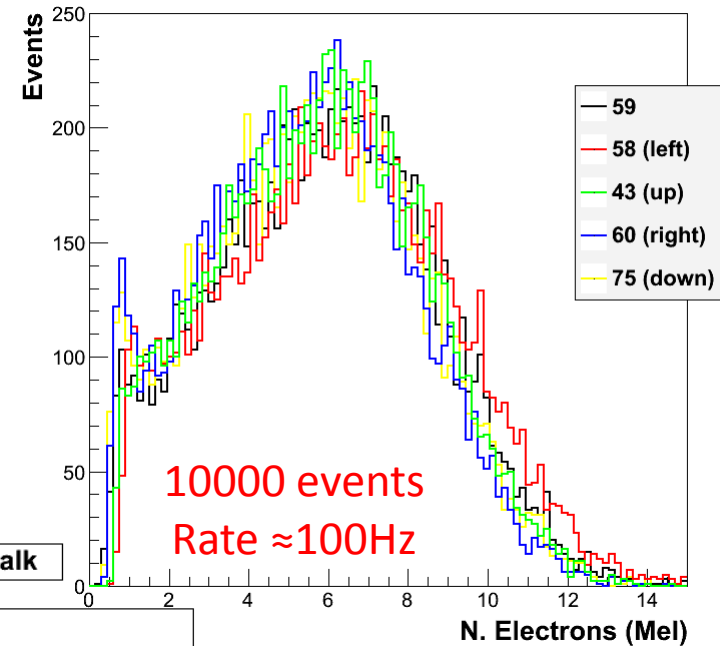 Events
250
200
150
100
50
0
59
58 (left)
43 (up)
60 (right)
75 (down)
10000 events
Rate ≈100Hz
alk
0 2 4 6 8 10 12 14
N. Electrons (Mel)